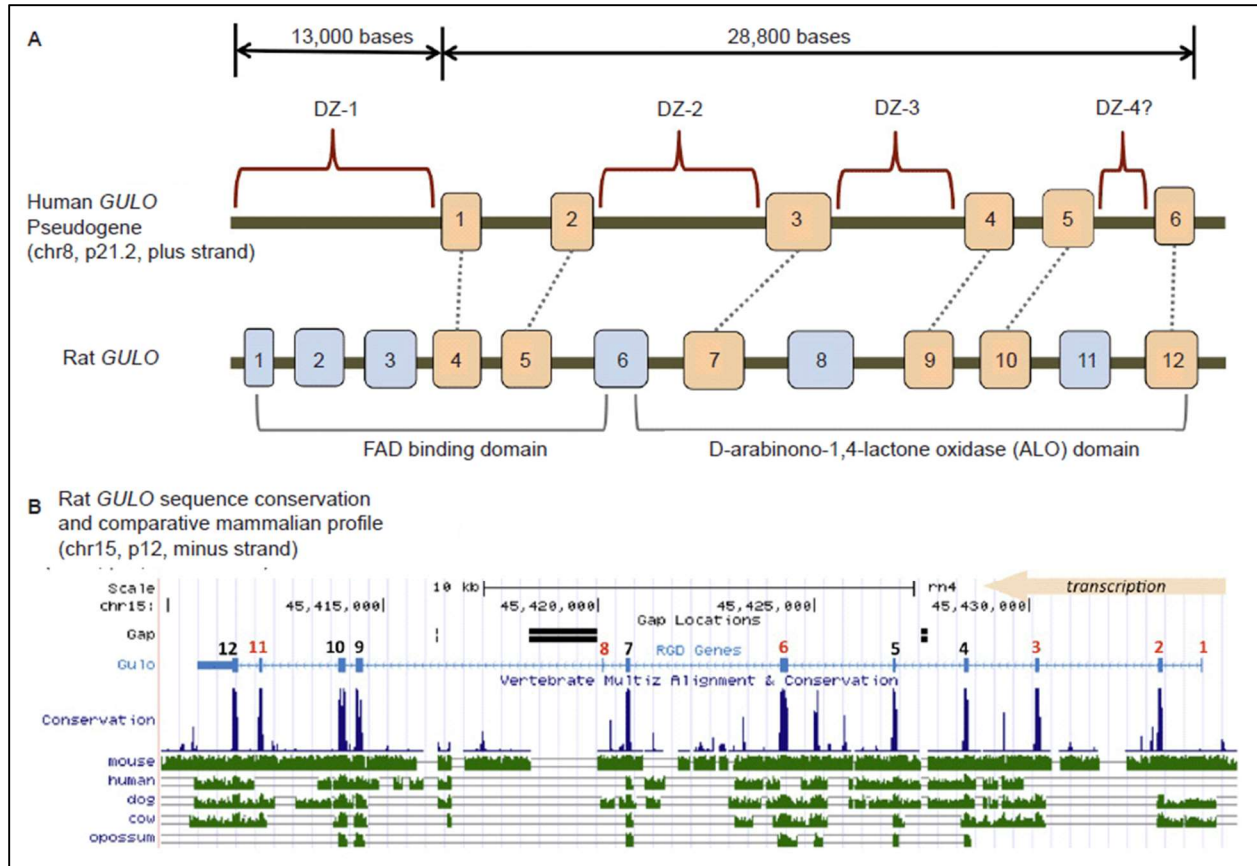 A
13,000 bases
28,800 bases
DZ-1
DZ-2
DZ-3
DZ-4?
Human GULO
Pseudogene
(chr8, p21.2, plus strand)
1
2
3
4
5
6
Rat GULO
1
2
3
4
5
6
7
8
9
10
11
12
FAD binding domain
D-arabinono-1,4-lactone oxidase (ALO) domain
B
Rat GULO sequence conservation
and comparative mammalian profile
(chr15, p12, minus strand)
Scale
10 kb
rn4
transcription
chr15:
45,415,000
45,420,000
45,425,000
45,430,000
Gap Locations
Gap
12 11 10 9 8 7 6 5 4 3 2 1
RGD Genes
Gulo
Vertebrate Multiz Alignment & Conservation
Conservation
mouse
human
dog
cow
opossum